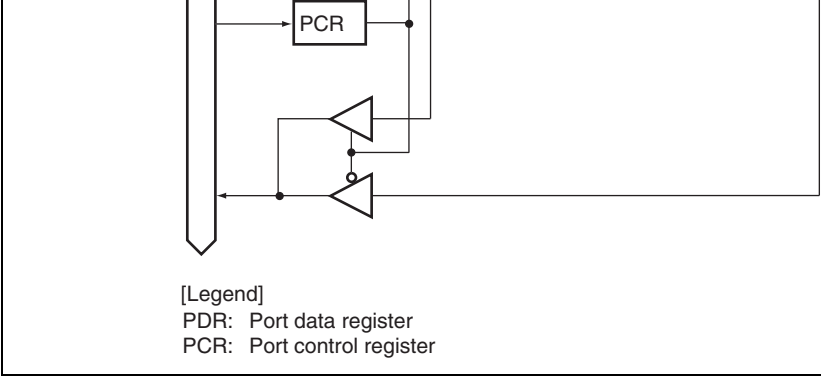 PCR
[Legend]
PDR: Port data register
PCR: Port control register